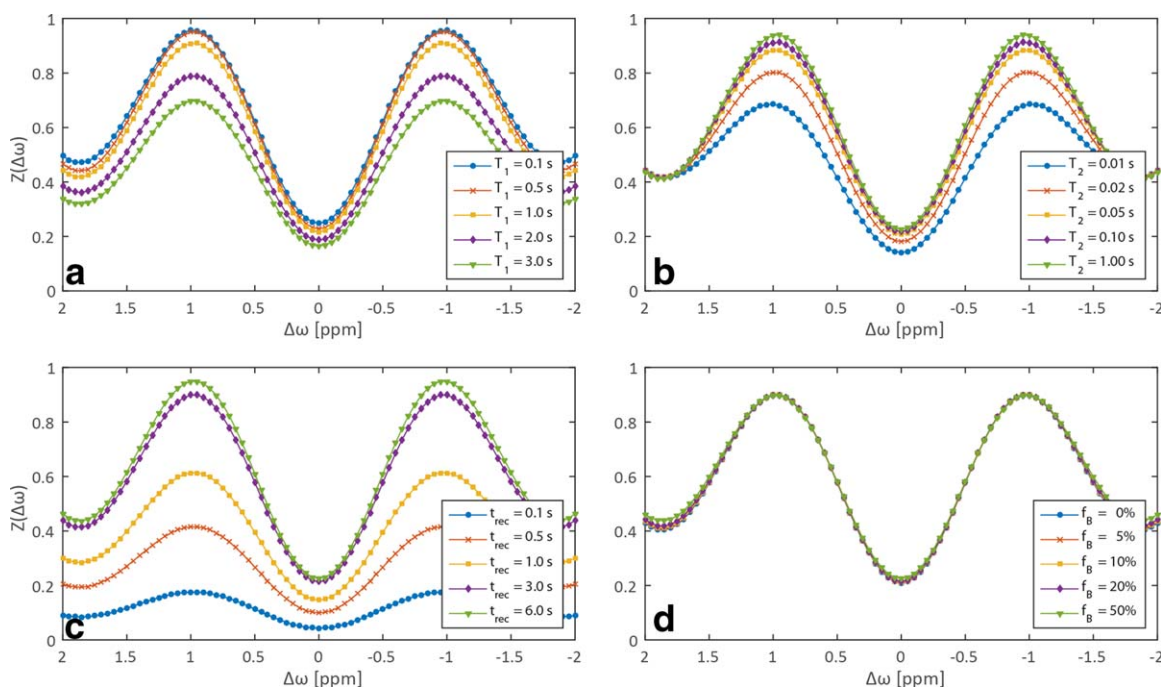 1
0.8
0.6
0.4
0.2
0
Z(Δω)
2 1.5 1 0.5 0 -0.5 -1 -1.5 -2
Δω [ppm]
T1 = 0.1 s
T1 = 0.5 s
T1 = 1.0 s
T1 = 2.0 s
T1 = 3.0 s
a
1
0.8
0.6
0.4
0.2
0
2 1.5 1 0.5 0 -0.5 -1 -1.5 -2
Δω [ppm]
T2 = 0.01 s
T2 = 0.02 s
T2 = 0.05 s
T2 = 0.10 s
T2 = 1.00 s
b
1
0.8
0.6
0.4
0.2
0
Z(Δω)
2 1.5 1 0.5 0 -0.5 -1 -1.5 -2
Δω [ppm]
trec = 0.1 s
trec = 0.5 s
trec = 1.0 s
trec = 3.0 s
trec = 6.0 s
c
1
0.8
0.6
0.4
0.2
0
2 1.5 1 0.5 0 -0.5 -1 -1.5 -2
Δω [ppm]
fB = 0%
fB = 5%
fB = 10%
fB = 20%
fB = 50%
d